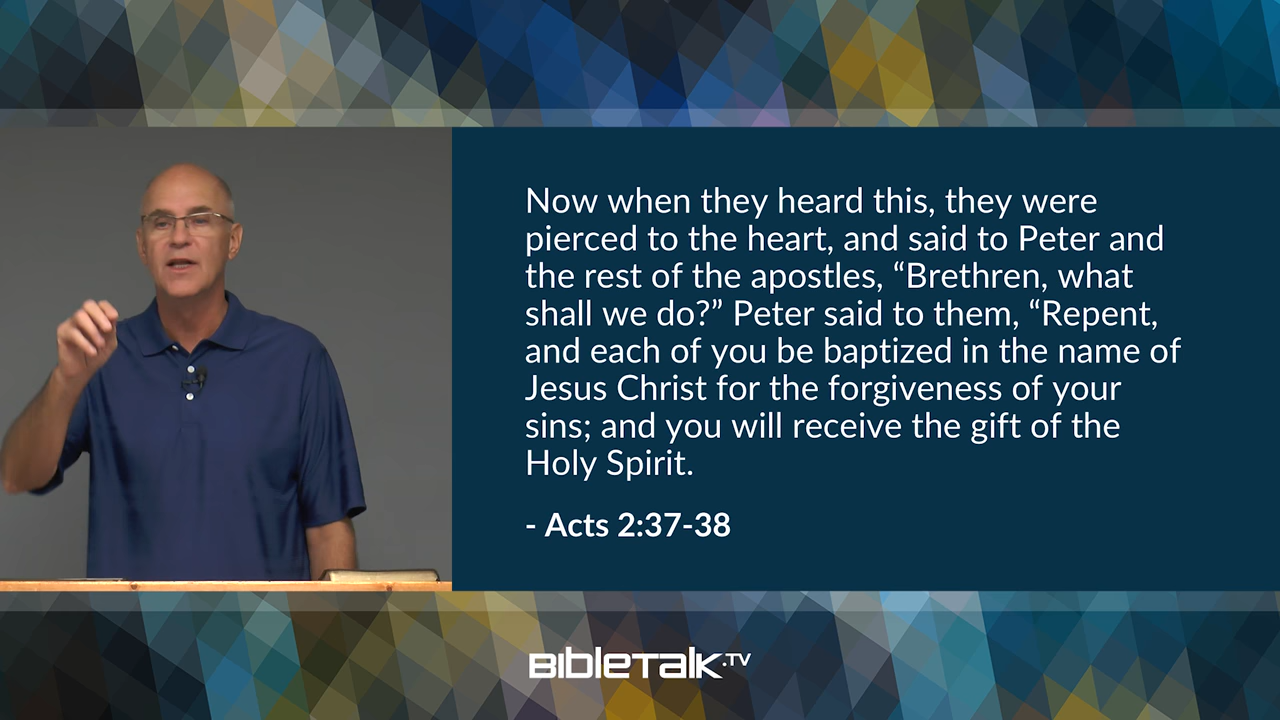 Now when they heard this, they were
pierced to the heart, and said to Peter and
the rest of the apostles, “Brethren, what
shall we do?” Peter said to them, “Repent,
and each of you be baptized in the name of
Jesus Christ for the forgiveness of your
sins; and you will receive the gift of the
Holy Spirit.
- Acts 2:37-38
BibleTalk.TV